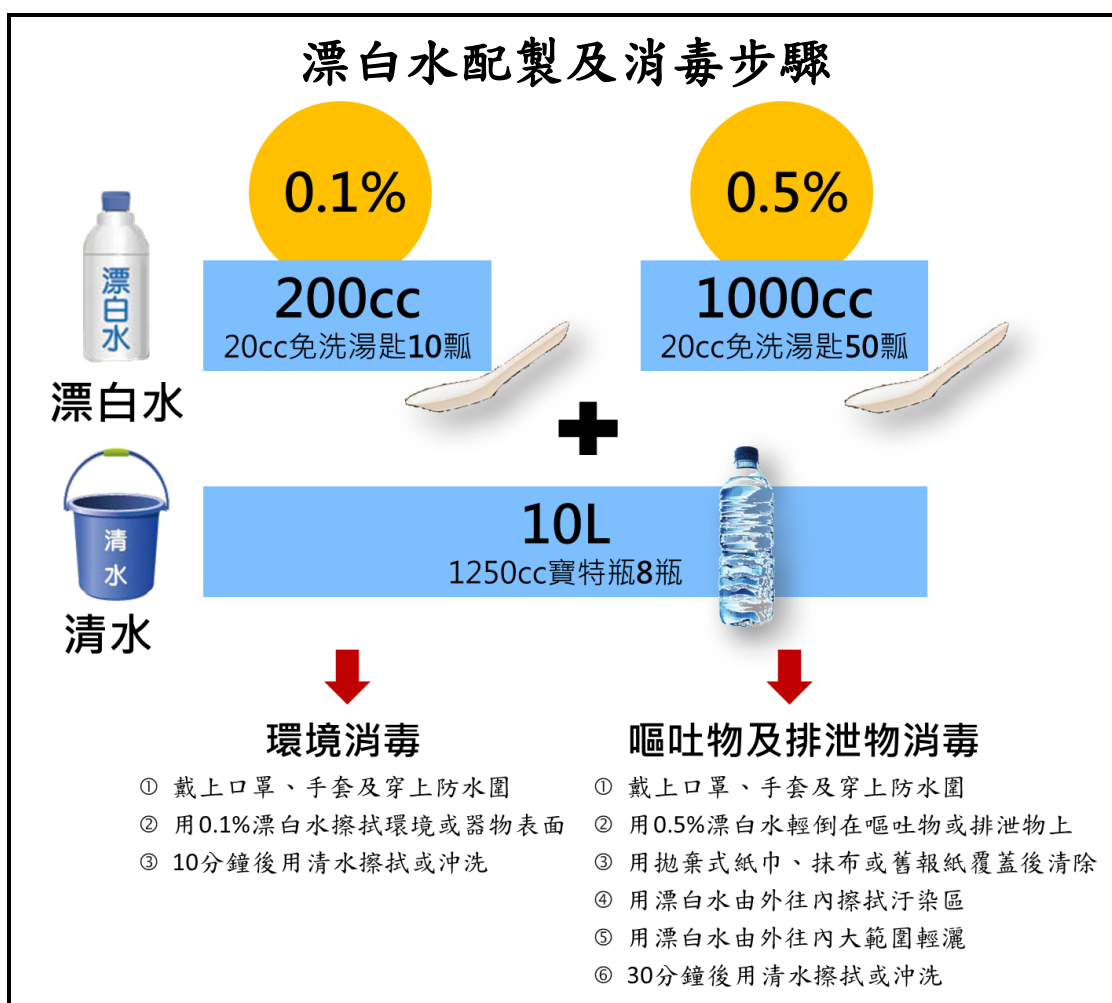 漂白水配製及消毒步驟
0.1%
0.5%
漂白水
200cc
20cc免洗湯匙10瓢
1000cc
20cc免洗湯匙50瓢
漂白水
清水
10L
1250cc寶特瓶8瓶
清水
環境消毒
① 戴上口罩、手套及穿上防水圍
② 用0.1%漂白水擦拭環境或器物表面
③ 10分鐘後用清水擦拭或沖洗
嘔吐物及排泄物消毒
① 戴上口罩、手套及穿上防水圍
② 用0.5%漂白水輕倒在嘔吐物或排泄物上
③ 用拋棄式紙巾、抹布或舊報紙覆蓋後清除
④ 用漂白水由外往內擦拭汙染區
⑤ 用漂白水由外往內大範圍輕灑
⑥ 30分鐘後用清水擦拭或沖洗